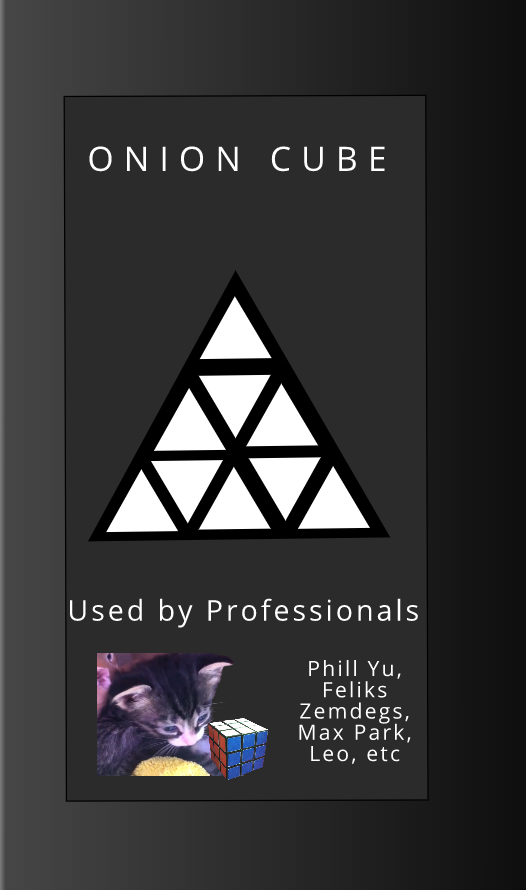 ONION CUBE
Used by Professionals
Phill Yu,
Feliks
Zemdegs,
Max Park,
Leo, etc